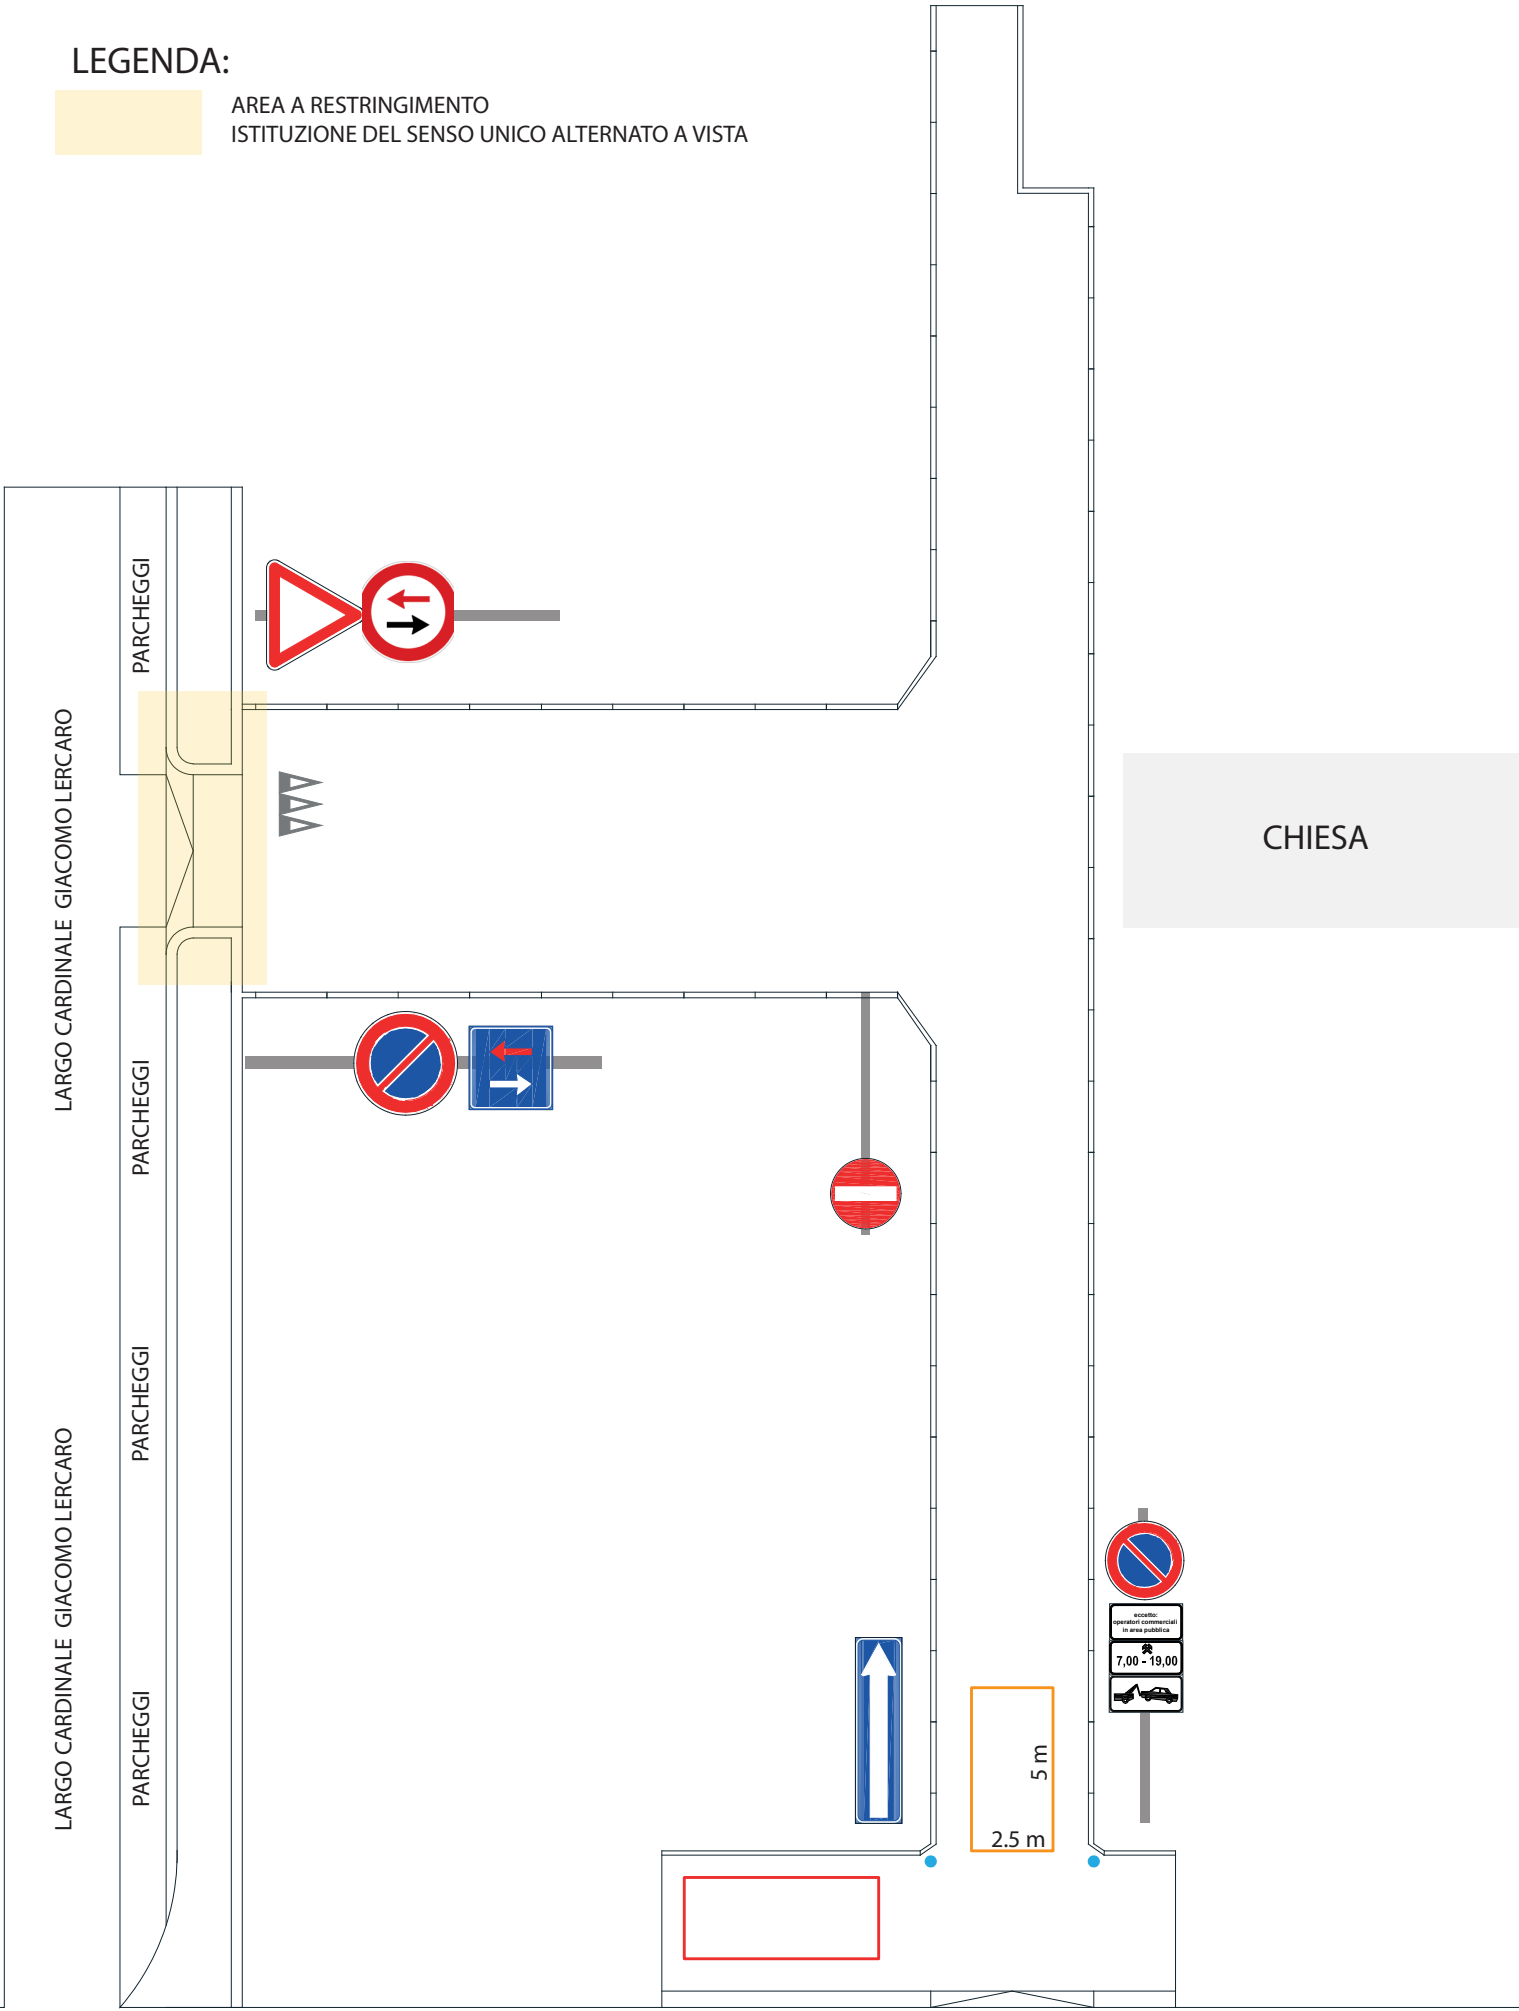 LEGENDA:
AREA A RESTRINGIMENTO
ISTITUZIONE DEL SENSO UNICO ALTERNATO A VISTA
PARCHEGGI
LARGO CARDINALE GIACOMO LERCARO
CHIESA
PARCHEGGI
PARCHEGGI
LARGO CARDINALE GIACOMO LERCARO
PARCHEGGI
eccetto:
operatori commerciali
in area pubblica
7,00 - 19,00
5 m
2.5 m